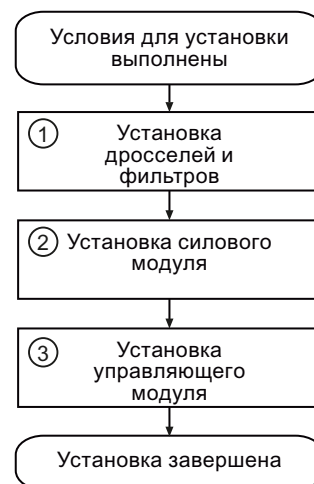 Условия для установки
выполнены
1 Установка
дросселей и
фильтров
2 Установка силового
модуля
3 Установка
управляющего
модуля
Установка завершена